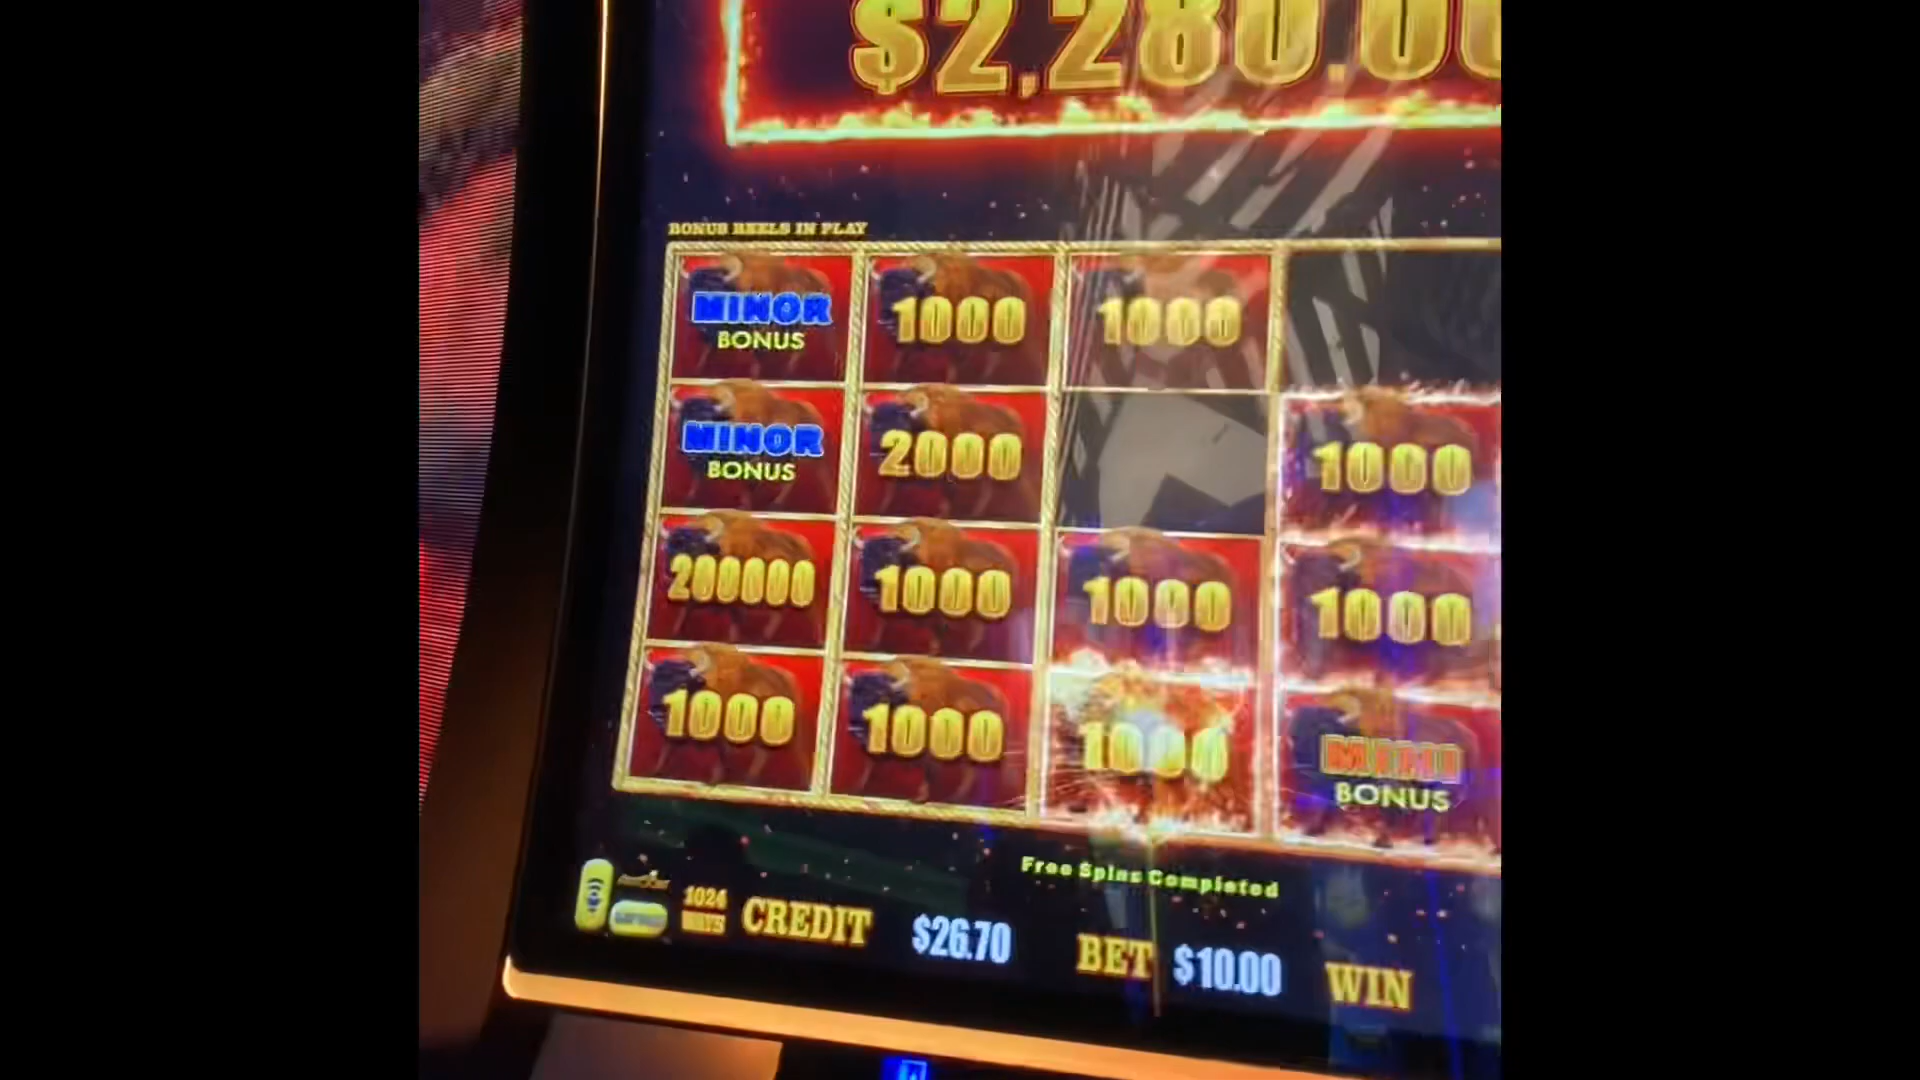 $2,280.00
BONUS REELS IN PLAY
MINOR BONUS
1000
1000
MINOR BONUS
2000
1000
200000
1000
1000
1000
1000
1000
1000
MINI BONUS
Free Spins Completed
1024 WAYS
CREDIT $26.70 BET $10.00 WIN